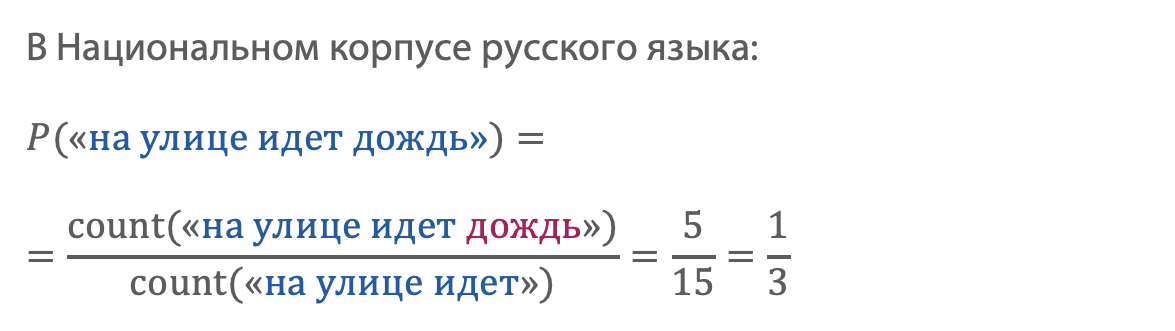 В Национальном корпусе русского языка:
P(«на улице идет дождь») =
= count(«на улице идет дождь») / count(«на улице идет») = 5/15 = 1/3